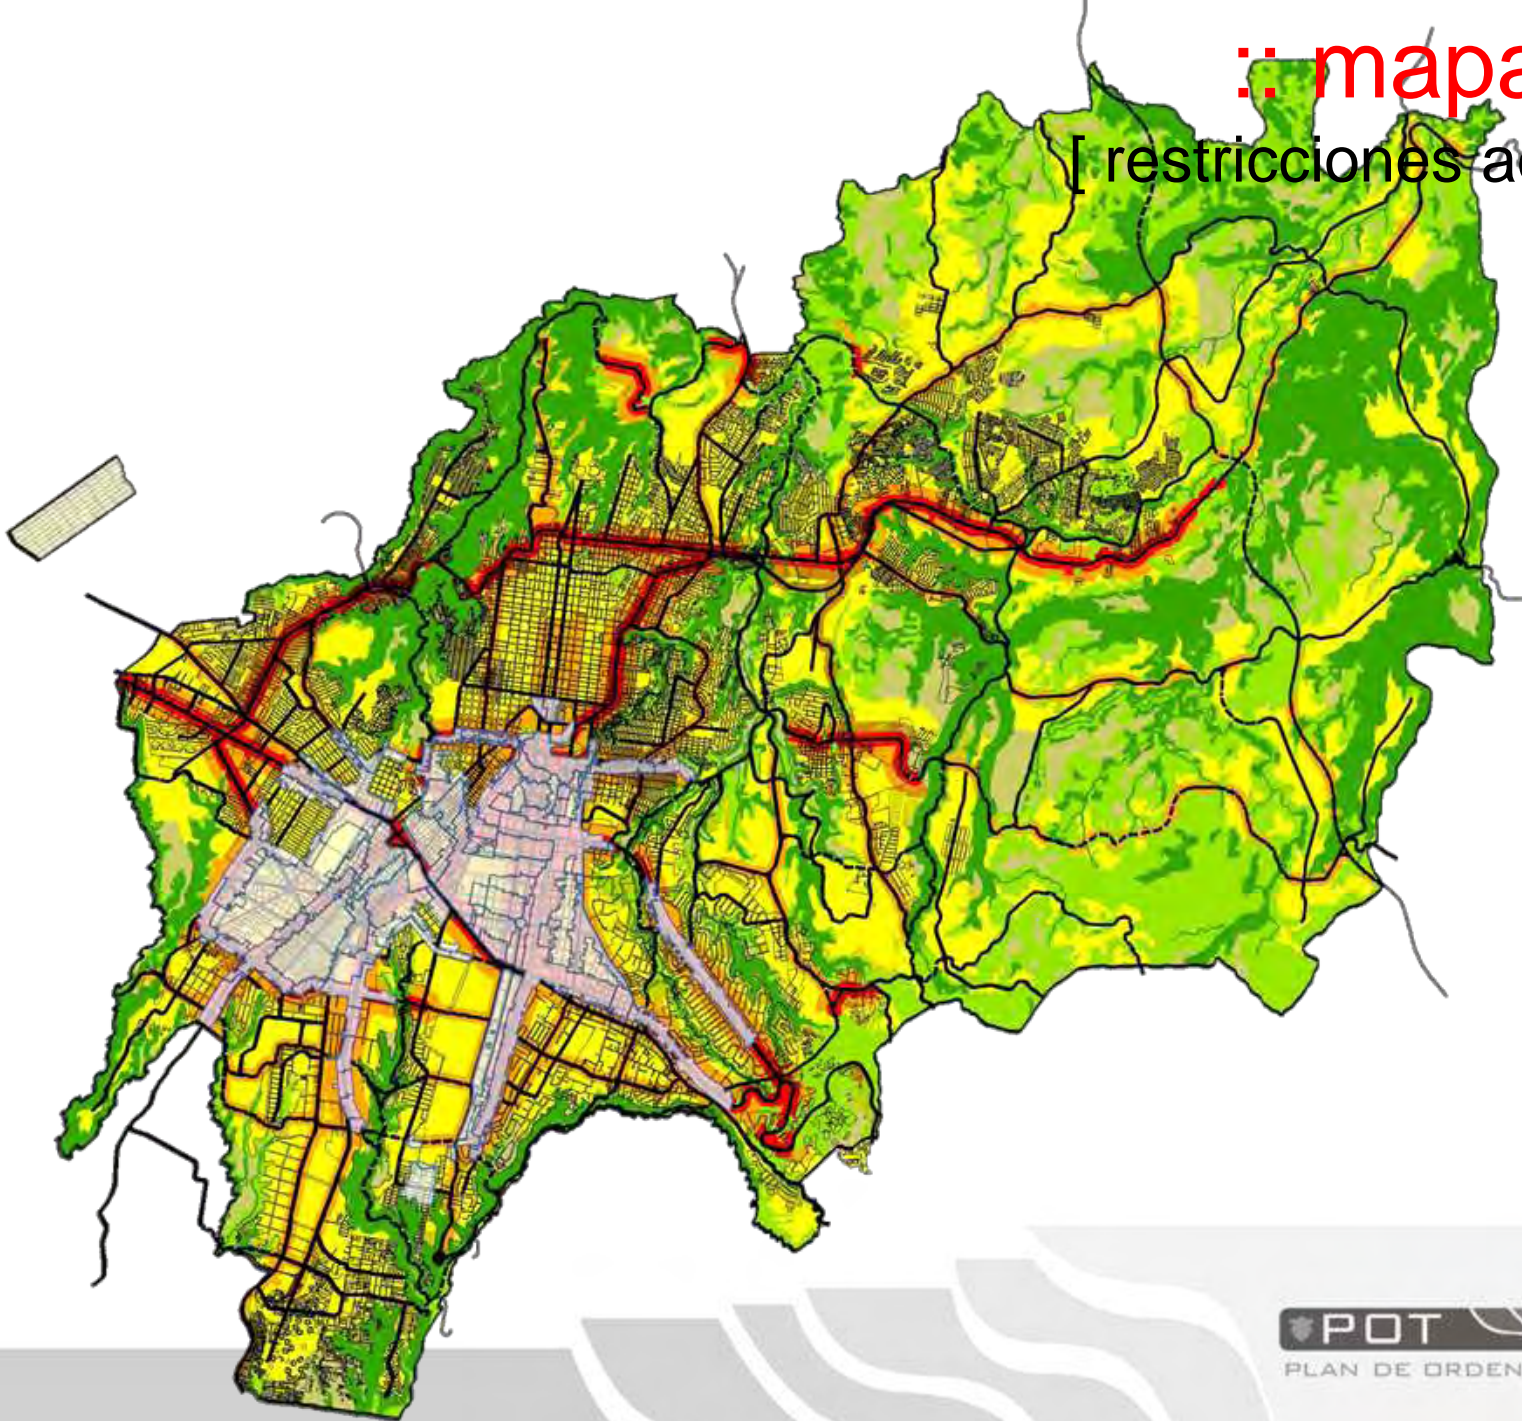 :: mapa
[ restricciones
POT
PLAN DE ORDEN